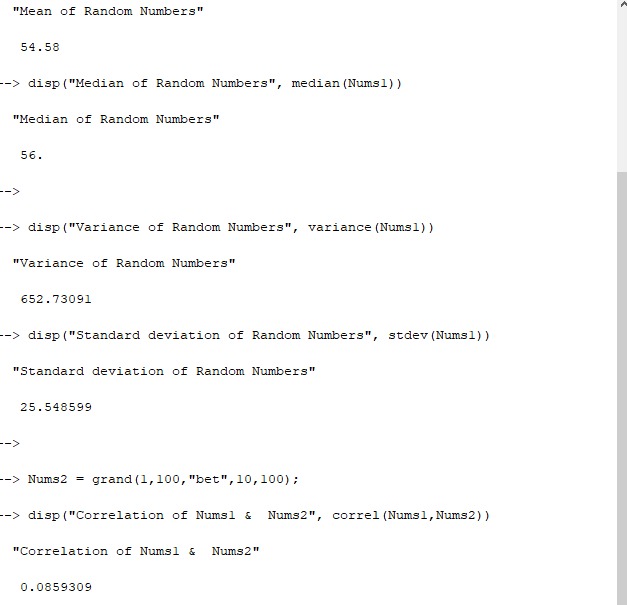 "Mean of Random Numbers"
54.58
--> disp("Median of Random Numbers", median(Nums1))
"Median of Random Numbers"
56.
-->
--> disp("Variance of Random Numbers", variance(Nums1))
"Variance of Random Numbers"
652.73091
--> disp("Standard deviation of Random Numbers", stdev(Nums1))
"Standard deviation of Random Numbers"
25.548599
-->
--> Nums2 = grand(1,100,"bet",10,100);
--> disp("Correlation of Nums1 &  Nums2", correl(Nums1,Nums2))
"Correlation of Nums1 &  Nums2"
0.0859309